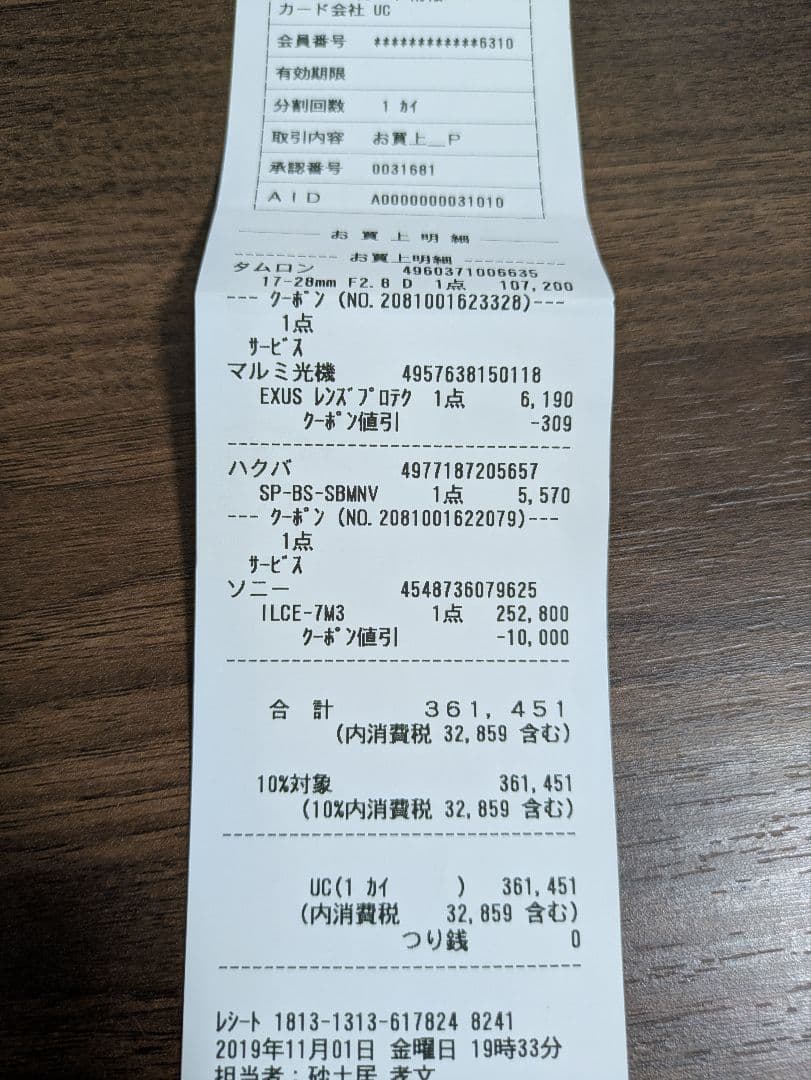 カード会社 UC
会員番号 ************6310
有効期限
分割回数 1 ｶｲ
取引内容 お買上__P
承認番号 0031681
AID A0000000031010
お買上明細
お買上明細
タムロン 4960371006635
17-28mm F2.8 D 1点 107,200
--- ｸｰﾎﾟﾝ (NO. 2081001623328)---
1点
ｻｰﾋﾞｽ
マルミ光機 4957638150118
EXUS ﾚﾝｽﾞﾌﾟﾛﾃｸ 1点 6,190
ｸｰﾎﾟﾝ値引 -309
ハクバ 4977187205657
SP-BS-SBMNV 1点 5,570
--- ｸｰﾎﾟﾝ (NO. 2081001622079)---
1点
ｻｰﾋﾞｽ
ソニー 4548736079625
ILCE-7M3 1点 252,800
ｸｰﾎﾟﾝ値引 -10,000
合 計 361,451
(内消費税 32,859 含む)
10%対象 361,451
(10%内消費税 32,859 含む)
UC(1 ｶｲ ) 361,451
(内消費税 32,859 含む)
つり銭 0
ﾚｼｰﾄ 1813-1313-617824 8241
2019年11月01日 金曜日 19時33分
担当者：砂土居 孝文